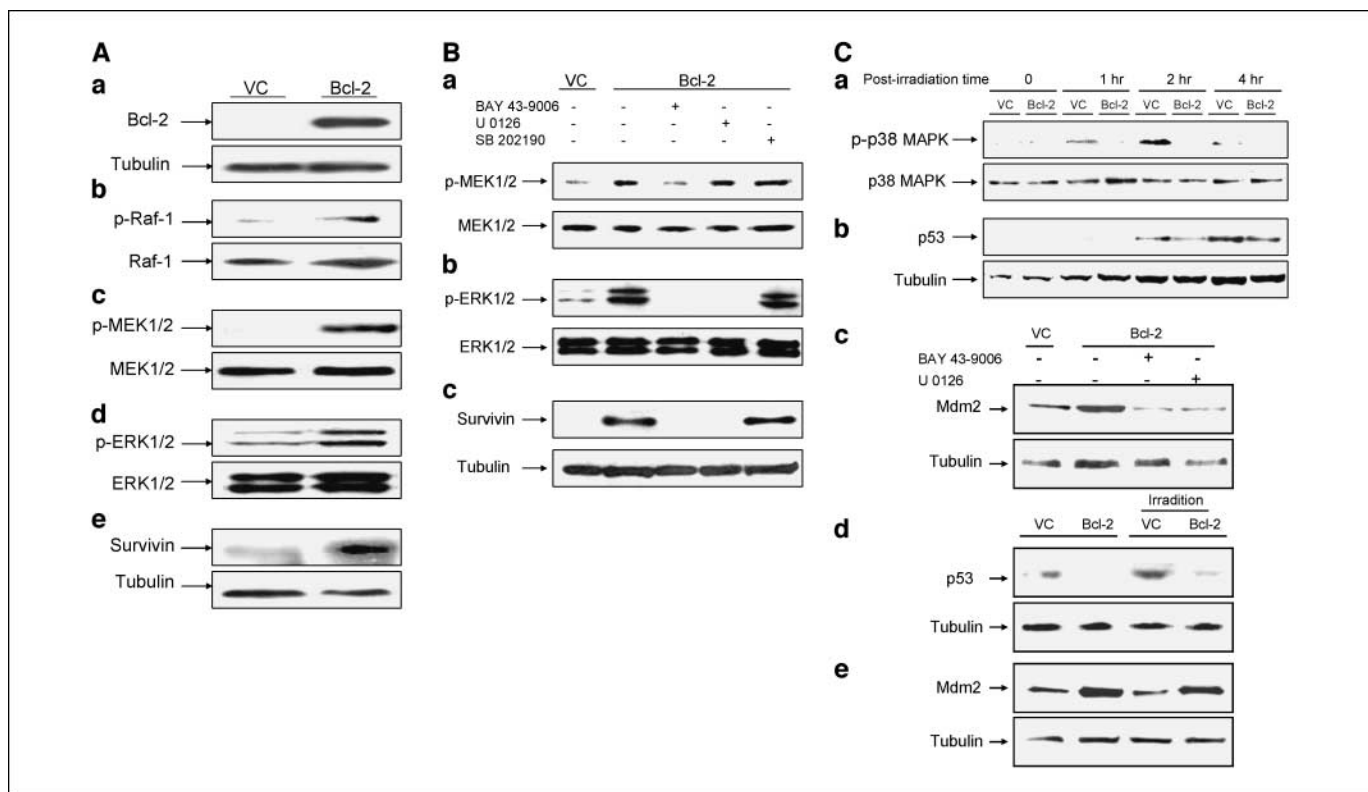 A
a
VC Bcl-2
Bcl-2
Tubulin
b
p-Raf-1
Raf-1
c
p-MEK1/2
MEK1/2
d
p-ERK1/2
ERK1/2
e
Survivin
Tubulin
B
a
VC Bcl-2
BAY 43-9006 - - + - -
U 0126 - - - + -
SB 202190 - - - - +
p-MEK1/2
MEK1/2
b
p-ERK1/2
ERK1/2
c
Survivin
Tubulin
C
a
Post-irradiation time 0 1 hr 2 hr 4 hr
VC Bcl-2 VC Bcl-2 VC Bcl-2 VC Bcl-2
p-p38 MAPK
p38 MAPK
b
p53
Tubulin
c
VC Bcl-2
BAY 43-9006 - - + -
U 0126 - - - +
Mdm2
Tubulin
Irradition
d
VC Bcl-2 VC Bcl-2
p53
Tubulin
e
Mdm2
Tubulin